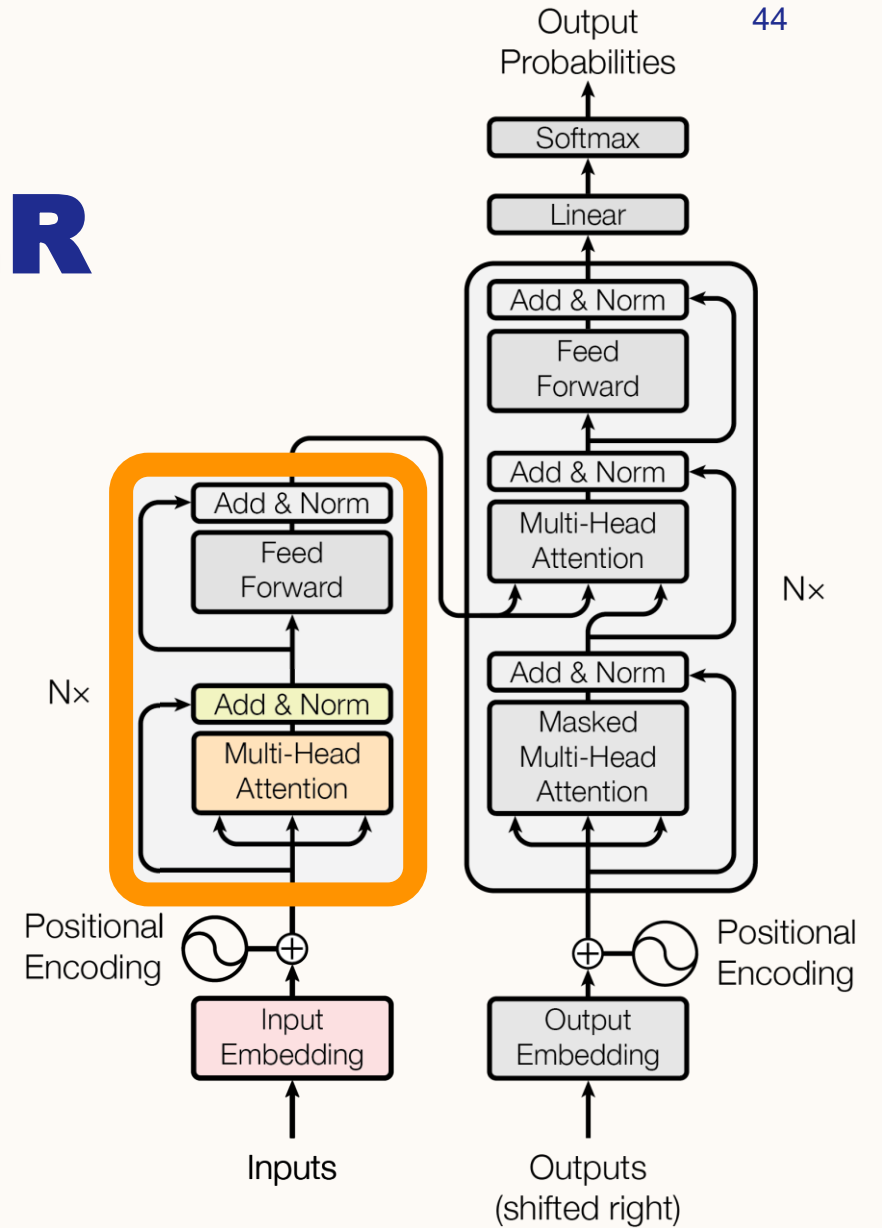 44
R
Output
Probabilities
Softmax
Linear
Add & Norm
Feed
Forward
Add & Norm
Multi-Head
Attention
Nx
Add & Norm
Masked
Multi-Head
Attention
Positional
Encoding
Output
Embedding
Outputs
(shifted right)
Add & Norm
Feed
Forward
Nx
Add & Norm
Multi-Head
Attention
Positional
Encoding
Input
Embedding
Inputs